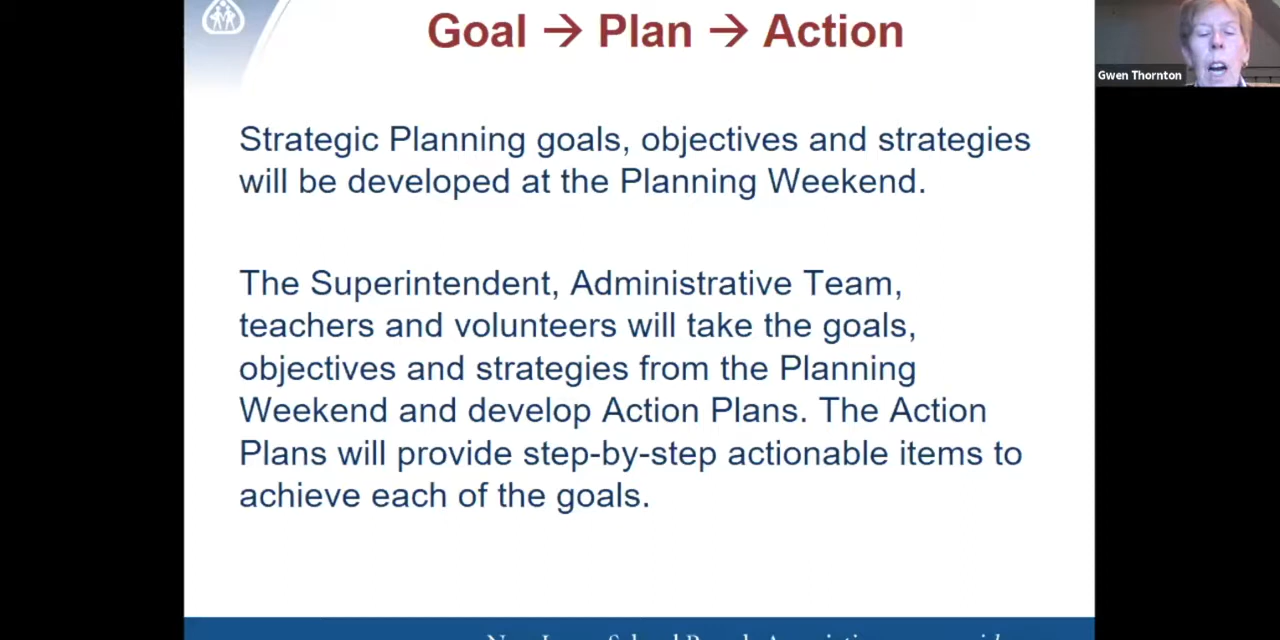 Goal → Plan → Action
Gwen Thornton
Strategic Planning goals, objectives and strategies
will be developed at the Planning Weekend.
The Superintendent, Administrative Team,
teachers and volunteers will take the goals,
objectives and strategies from the Planning
Weekend and develop Action Plans. The Action
Plans will provide step-by-step actionable items to
achieve each of the goals.